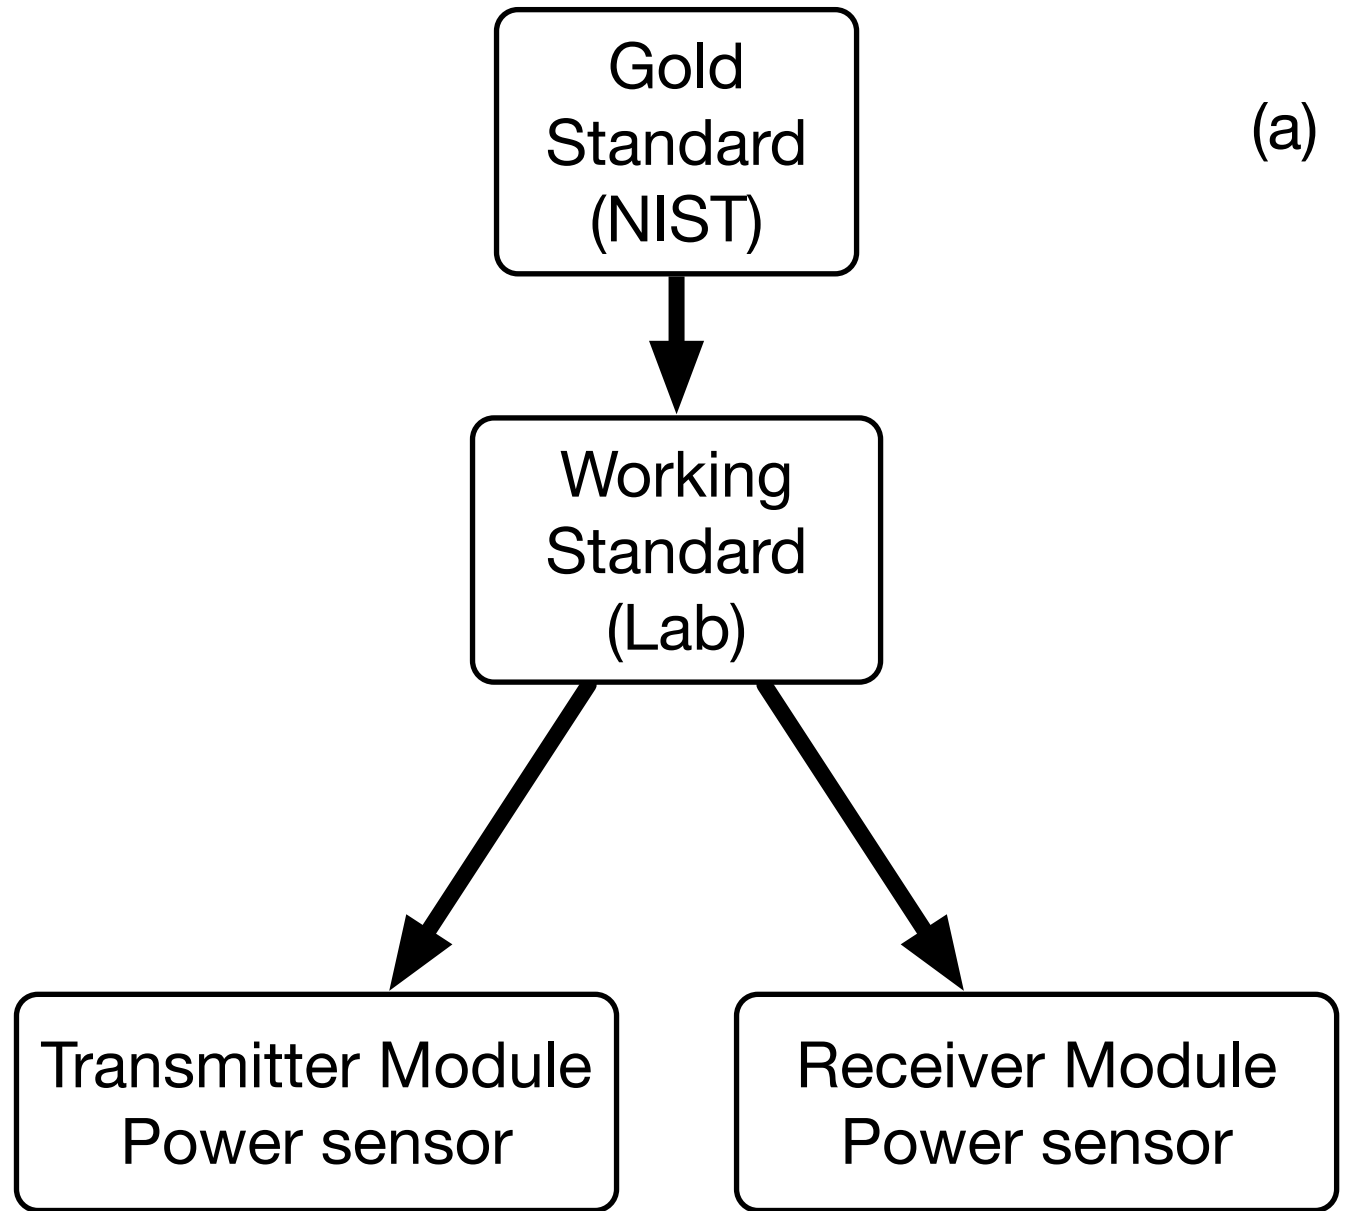 Gold
Standard
(NIST)
(a)
Working
Standard
(Lab)
Transmitter Module
Power sensor
Receiver Module
Power sensor